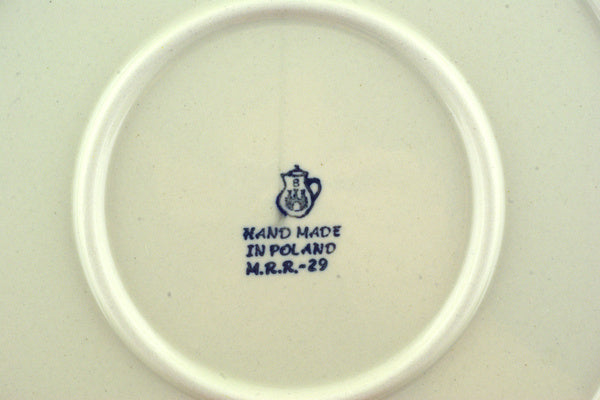 B
HAND MADE
IN POLAND
M.R.R.-29